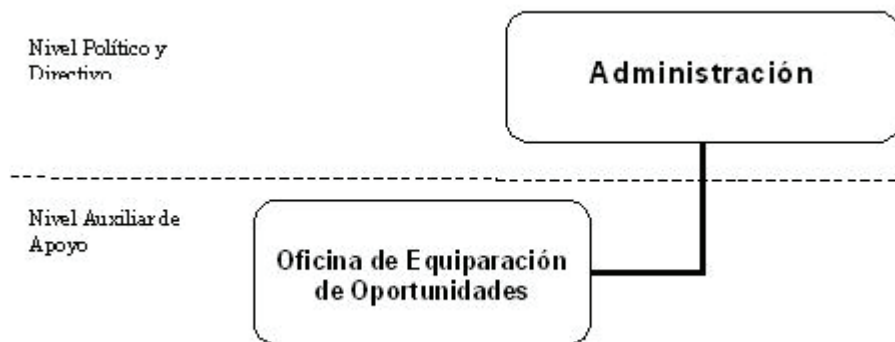 Nivel Político y
Directivo
Administración
Nivel Auxiliar de
Apoyo
Oficina de Equiparación
de Oportunidades